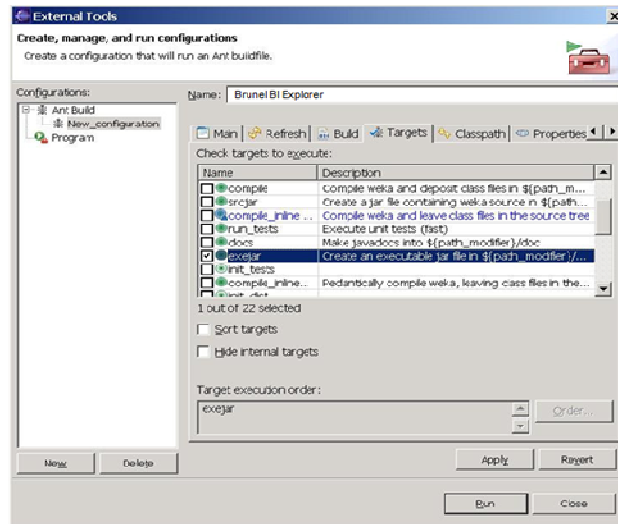 External Tools
Create, manage, and run configurations
Create a configuration that will run an Ant buildfile.
Configurations:
Ant Build
New_configuration
Program
New
Delete
Name: Brunel BI Explorer
Main Refresh Build Targets Classpath Properties
Check targets to execute:
Name Description
compile Compile weka and deposit class files in ${path_m...
srcjar Create a jar file containing weka source in ${path...
compile_inline ... Compile weka and leave class files in the source tree
run_tests Execute unit tests (fast)
docs Make javadocs into ${path_modifier}/doc
exejar Create an executable jar file in ${path_modifier}/...
init_tests
compile_inline... Pedantically compile weka, leaving class files in the...
init_dist
1 out of 22 selected
Sort targets
Hide internal targets
Target execution order:
exejar
Order...
Apply Revert
Run Close